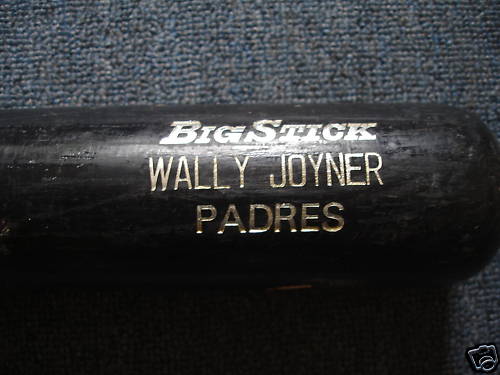 BIG STICK
WALLY JOYNER
PADRES